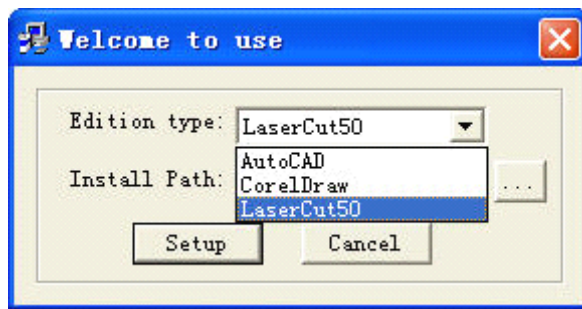 Welcome to use
Edition type: LaserCut50
AutoCAD
Install Path: CorelDraw ...
LaserCut50
Setup Cancel